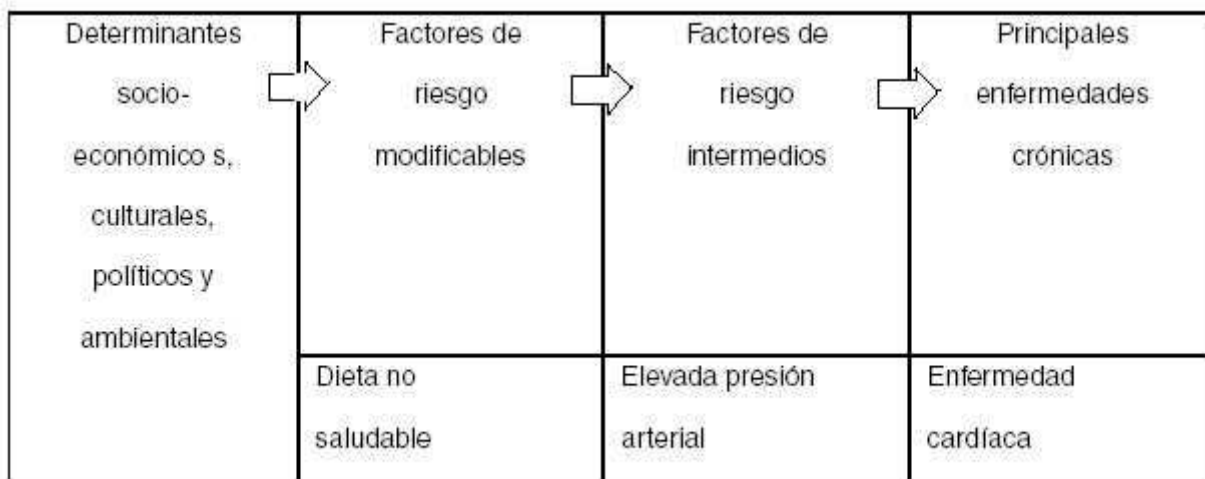 Determinantes
socio-
económico s,
culturales,
políticos y
ambientales
Factores de
riesgo
modificables
Factores de
riesgo
intermedios
Principales
enfermedades
crónicas
Dieta no
saludable
Elevada presión
arterial
Enfermedad
cardíaca